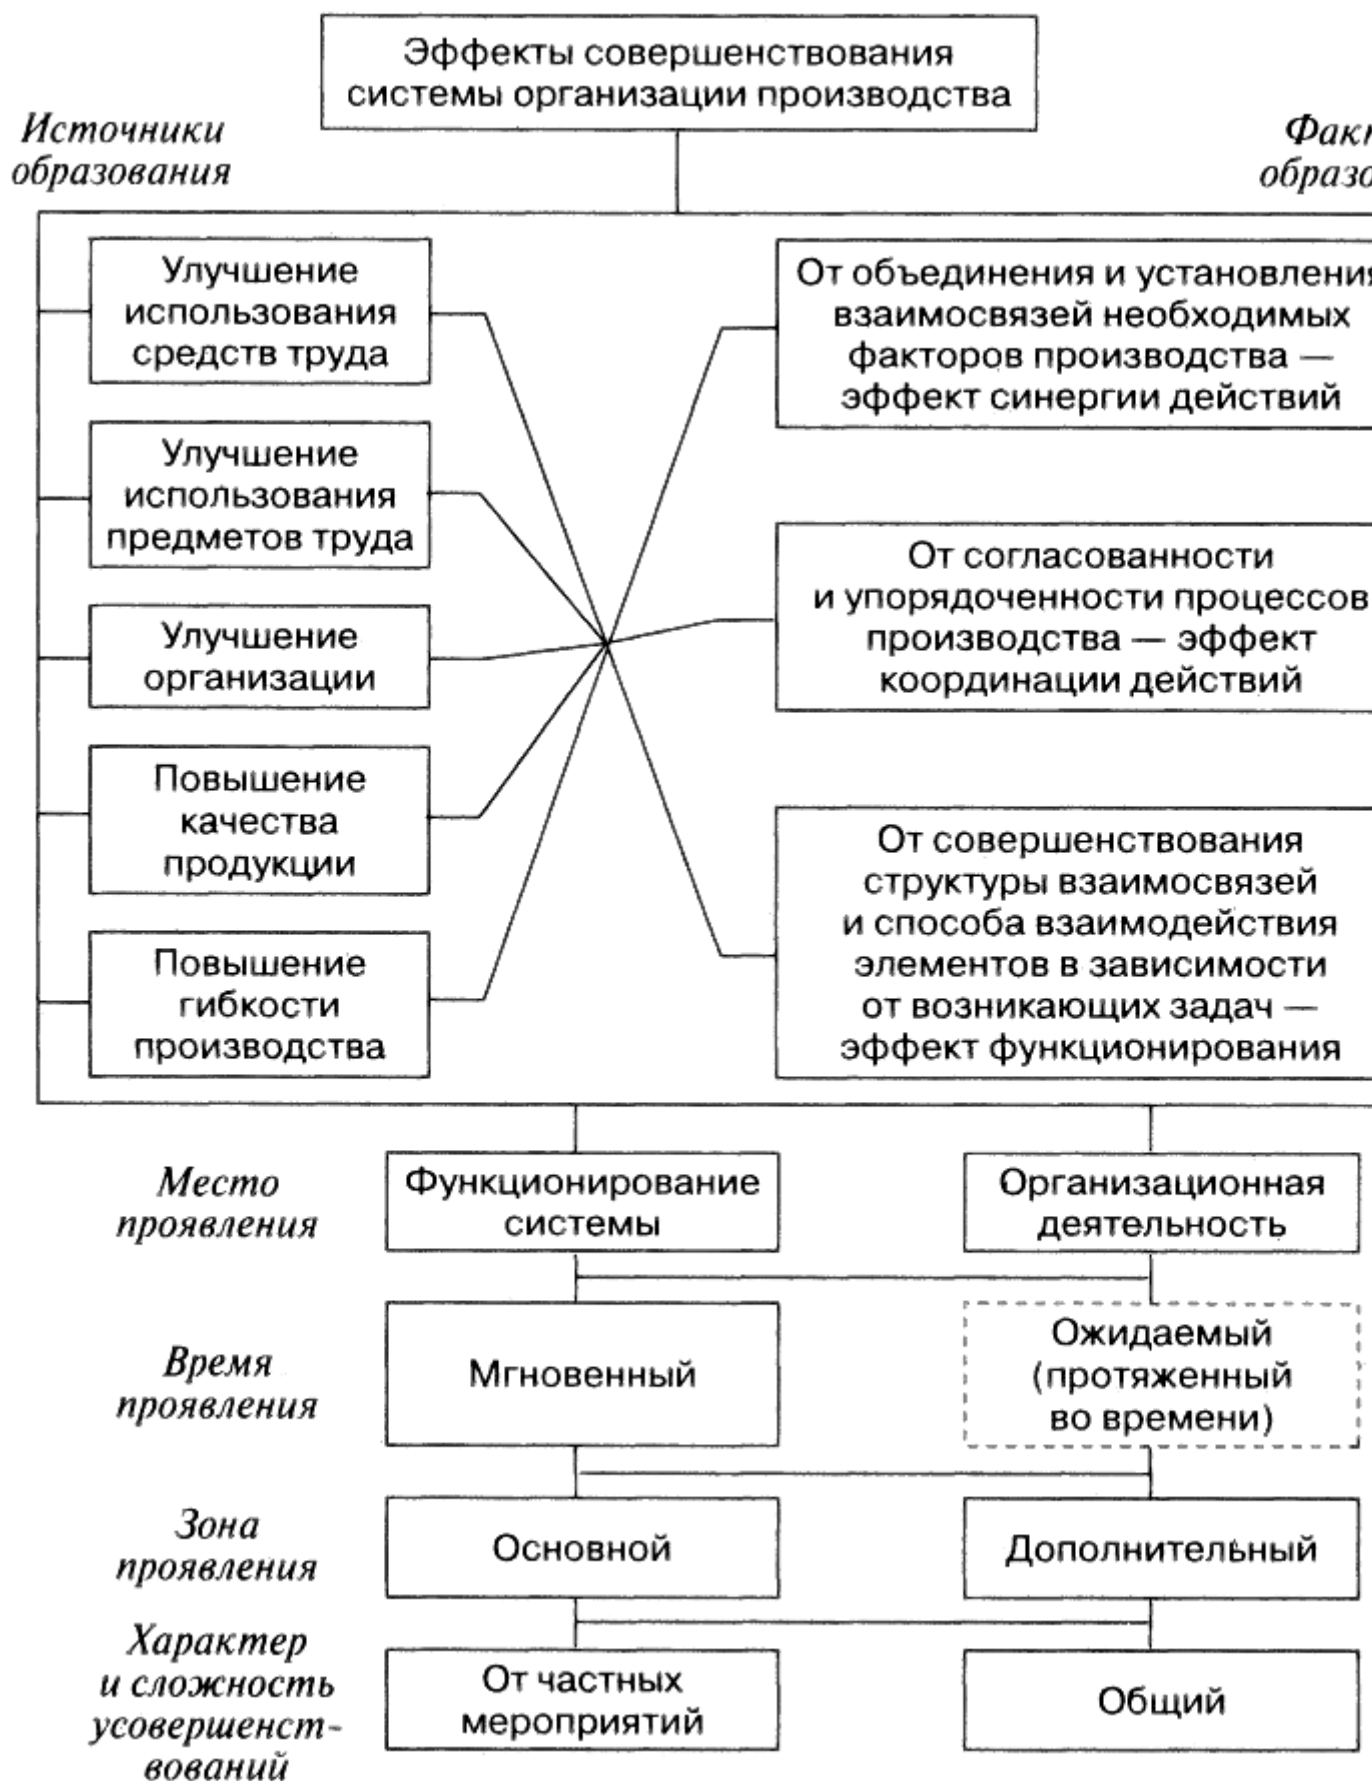 Эффекты совершенствования
системы организации производства
Источники
образования
Улучшение
использования
средств труда
Улучшение
использования
предметов труда
Улучшение
организации
Повышение
качества
продукции
Повышение
гибкости
производства
От объединения и установления
взаимосвязей необходимых
факторов производства —
эффект синергии действий
От согласованности
и упорядоченности процессов
производства — эффект
координации действий
От совершенствования
структуры взаимосвязей
и способа взаимодействия
элементов в зависимости
от возникающих задач —
эффект функционирования
Место
проявления
Функционирование
системы
Организационная
деятельность
Время
проявления
Мгновенный
Ожидаемый
(протяженный
во времени)
Зона
проявления
Основной
Дополнительный
Характер
и сложность
усовершенст-
вований
От частных
мероприятий
Общий